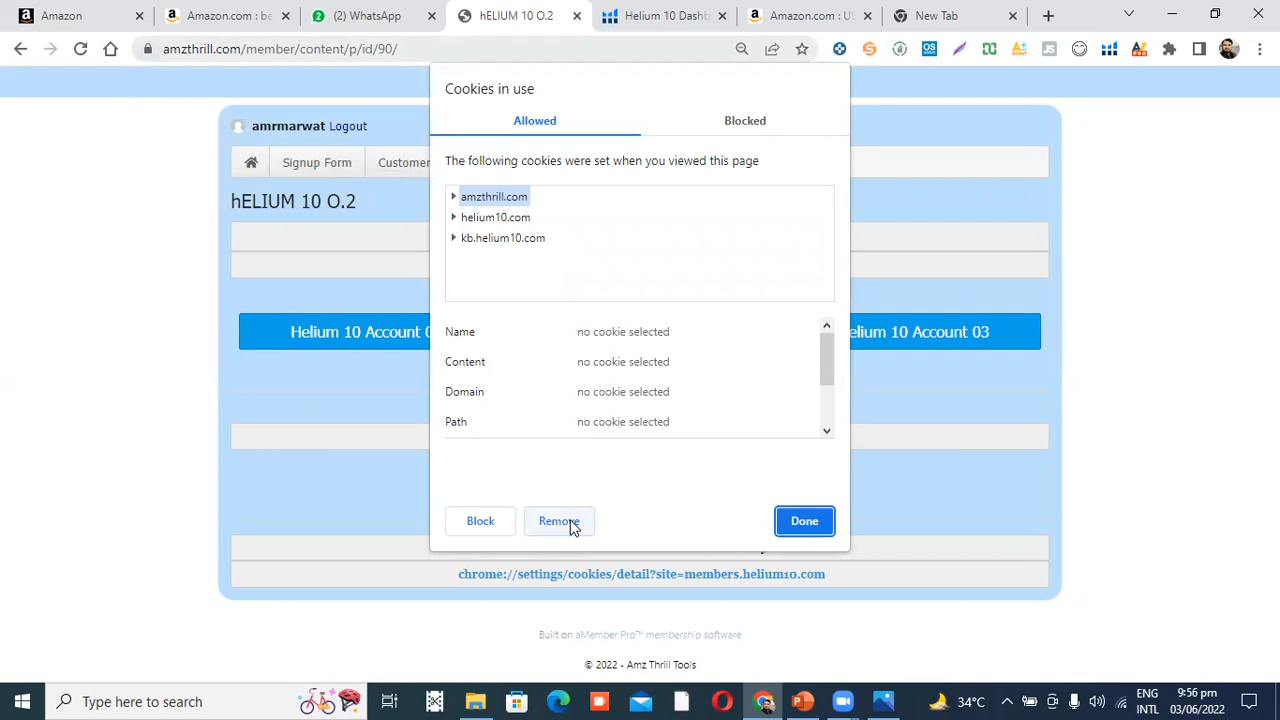 Amazon
Amazon.com : be
(2) WhatsApp
hELIUM 10 O.2
Helium 10 Dashb
Amazon.com : US
New Tab
amzthrill.com/member/content/p/id/90/
Cookies in use
Allowed
Blocked
amrmarwat Logout
The following cookies were set when you viewed this page
Signup Form
Customer
hELIUM 10 O.2
amzthrill.com
helium10.com
kb.helium10.com
Helium 10 Account 0
elium 10 Account 03
Name no cookie selected
Content no cookie selected
Domain no cookie selected
Path no cookie selected
Block
Remove
Done
chrome://settings/cookies/detail?site=members.helium10.com
Built on aMember Pro™ membership software
© 2022 - Amz Thrill Tools
Type here to search
34°C
ENG
INTL
9:56 pm
03/06/2022